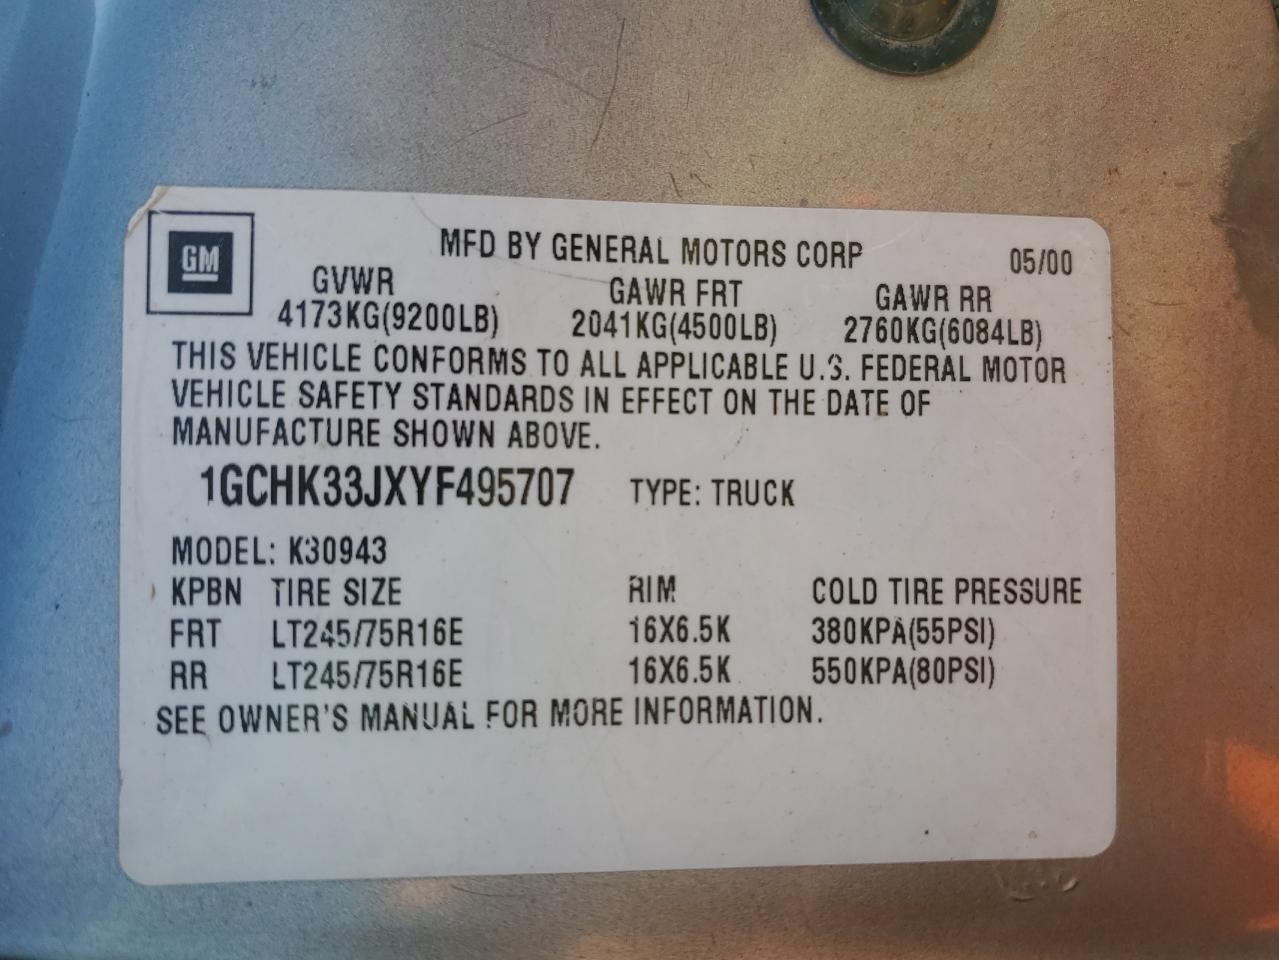 GM
MFD BY GENERAL MOTORS CORP 05/00
GVWR GAWR FRT GAWR RR
4173KG(9200LB) 2041KG(4500LB) 2760KG(6084LB)
THIS VEHICLE CONFORMS TO ALL APPLICABLE U.S. FEDERAL MOTOR
VEHICLE SAFETY STANDARDS IN EFFECT ON THE DATE OF
MANUFACTURE SHOWN ABOVE.
1GCHK33JXYF495707 TYPE: TRUCK
MODEL: K30943
KPBN TIRE SIZE RIM COLD TIRE PRESSURE
FRT LT245/75R16E 16X6.5K 380KPA(55PSI)
RR LT245/75R16E 16X6.5K 550KPA(80PSI)
SEE OWNER'S MANUAL FOR MORE INFORMATION.